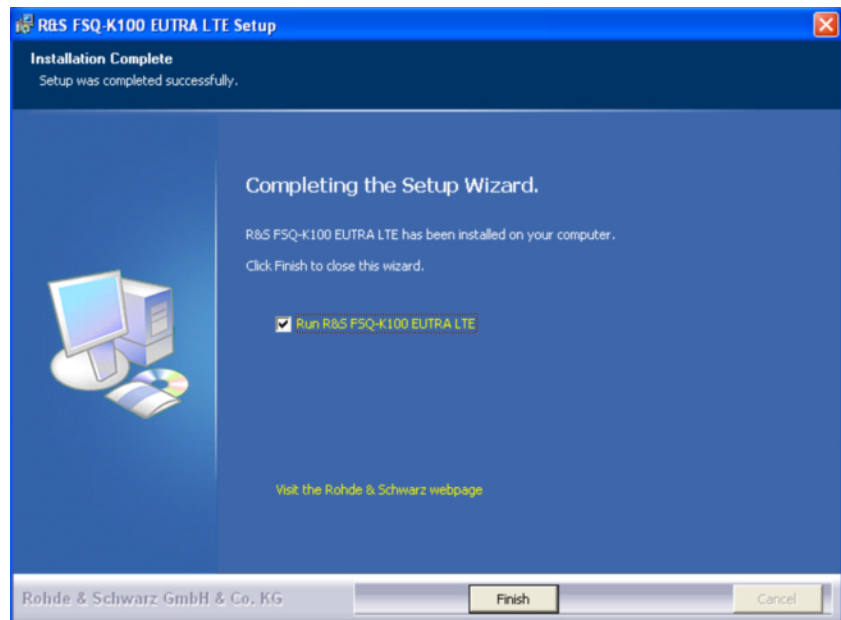 R&S FSQ-K100 EUTRA LTE Setup
Installation Complete
Setup was completed successfully.
Completing the Setup Wizard.
R&S FSQ-K100 EUTRA LTE has been installed on your computer.
Click Finish to close this wizard.
Run R&S FSQ-K100 EUTRA LTE
Visit the Rohde & Schwarz webpage
Rohde & Schwarz GmbH & Co. KG
Finish
Cancel